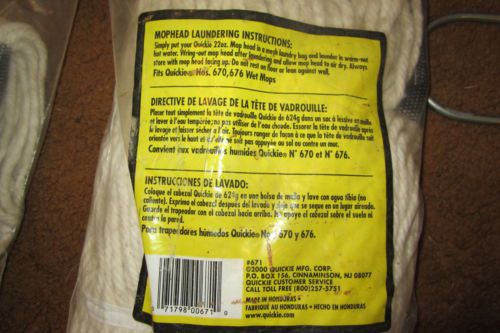 MOPHEAD LAUNDERING INSTRUCTIONS:
Simply put your Quickie 22oz. Mop head in a mesh laundry bag and launder in warm-not
hot water. Wring-out mop head after laundering and allow mop head to air dry. Always
store with mop head facing up. Do not rest on floor or lean against wall.
Fits Quickie® Nos. 670,676 Wet Mops
DIRECTIVE DE LAVAGE DE LA TÊTE DE VADROUILLE:
Placer tout simplement la tête de vadrouille Quickie de 624g dans un sac à lessive en maille
et laver à l'eau tempérée; ne pas utiliser de l'eau chaude. Essorer la tête de vadrouille après
le lavage et laisser sécher à l'air. Toujours ranger de façon à ce que la tête de vadrouille soit
orientée vers le haut et ne soit pas appuyée au sol ou contre un mur.
Convient aux vadrouilles humides Quickie® N° 670 et N° 676.
INSTRUCCIONES DE LAVADO:
Coloque el cabezal Quickie de 624g en una bolsa de malla y lave con agua tibia (no
caliente). Exprima el cabezal después del lavado y deje que se seque en un lugar aireado.
Guarde el trapeador con el cabezal hacia arriba. No apoye el cabezal sobre el suelo ni
contra la pared.
Para trapeadores húmedos Quickie® Nos. 670 y 676.
#671
©2000 QUICKIE MFG. CORP.
P.O. BOX 156, CINNAMINSON, NJ 08077
QUICKIE CUSTOMER SERVICE
CALL TOLL FREE (800)257-5751
MADE IN HONDURAS •
FABRIQUÉ AU HONDURAS • HECHO EN HONDURAS
www.quickie.com
71798 00671 0